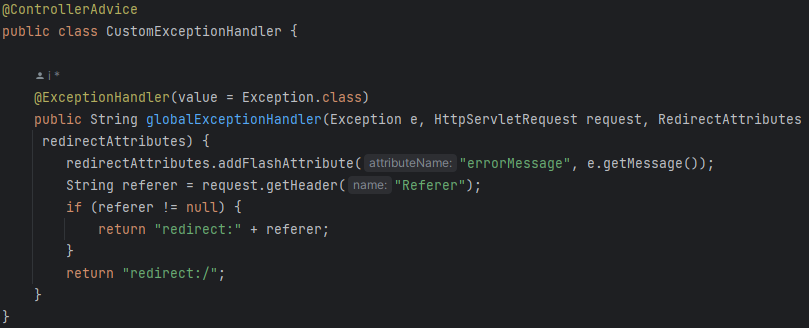 @ControllerAdvice
public class CustomExceptionHandler {
i *
@ExceptionHandler(value = Exception.class)
public String globalExceptionHandler(Exception e, HttpServletRequest request, RedirectAttributes
redirectAttributes) {
redirectAttributes.addFlashAttribute( attributeName: "errorMessage", e.getMessage());
String referer = request.getHeader( name: "Referer");
if (referer != null) {
return "redirect:" + referer;
}
return "redirect:/";
}
}